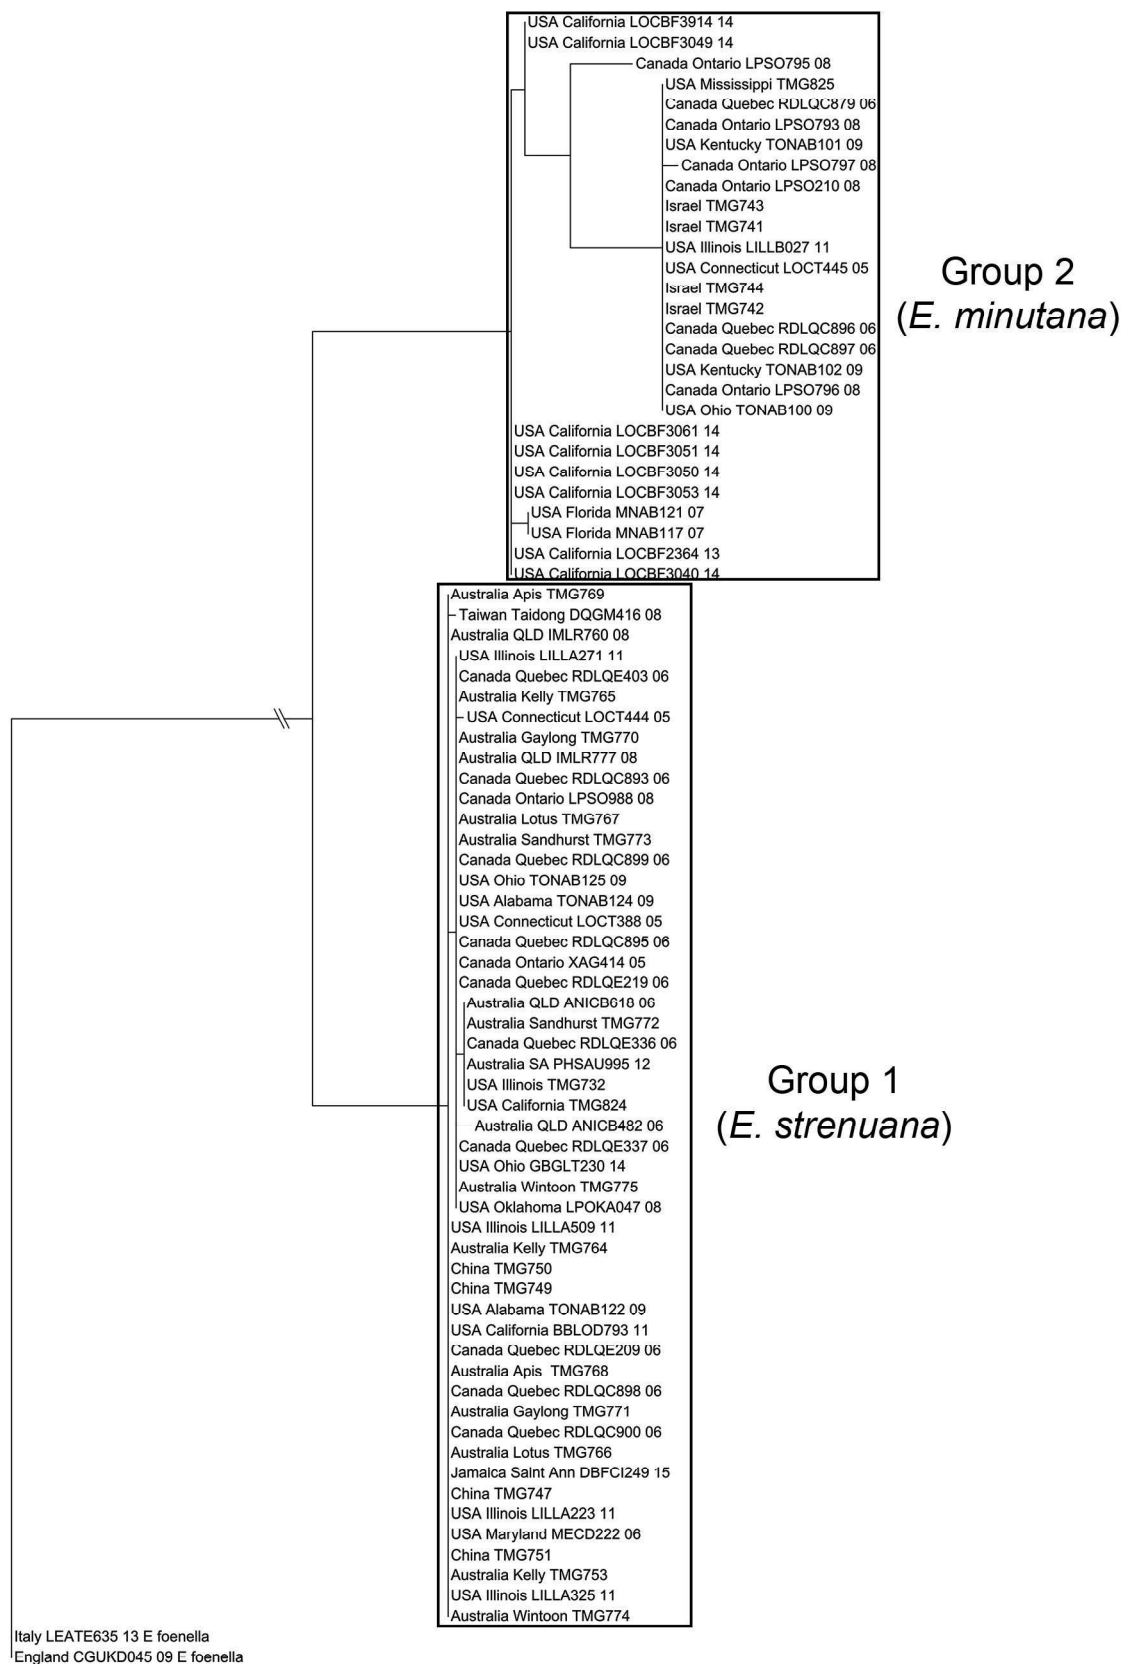 USA California LOCBF3914 14
USA California LOCBF3049 14
Canada Ontario LPSO795 08
USA Mississippi TMG825
Canada Quebec RDLQC879 06
Canada Ontario LPSO793 08
USA Kentucky TONAB101 09
Canada Ontario LPSO797 08
Canada Ontario LPSO210 08
Israel TMG743
Israel TMG741
USA Illinois LILLB027 11
USA Connecticut LOCT445 05
Israel TMG744
Israel TMG742
Canada Quebec RDLQC896 06
Canada Quebec RDLQC897 06
USA Kentucky TONAB102 09
Canada Ontario LPSO796 08
USA Ohio TONAB100 09
USA California LOCBF3061 14
USA California LOCBF3051 14
USA California LOCBF3050 14
USA California LOCBF3053 14
USA Florida MNAB121 07
USA Florida MNAB117 07
USA California LOCBF2364 13
USA California LOCBF3040 14
Group 2
(E. minutana)
Australia Apis TMG769
Taiwan Taidong DQGM416 08
Australia QLD IMLR760 08
USA Illinois LILLA271 11
Canada Quebec RDLQE403 06
Australia Kelly TMG765
USA Connecticut LOCT444 05
Australia Gaylong TMG770
Australia QLD IMLR777 08
Canada Quebec RDLQC893 06
Canada Ontario LPSO988 08
Australia Lotus TMG767
Australia Sandhurst TMG773
Canada Quebec RDLQC899 06
USA Ohio TONAB125 09
USA Alabama TONAB124 09
USA Connecticut LOCT388 05
Canada Quebec RDLQC895 06
Canada Ontario XAG414 05
Canada Quebec RDLQE219 06
Australia QLD ANICB618 06
Australia Sandhurst TMG772
Canada Quebec RDLQE336 06
Australia SA PHSAU995 12
USA Illinois TMG732
USA California TMG824
Australia QLD ANICB482 06
Canada Quebec RDLQE337 06
USA Ohio GBGLT230 14
Australia Wintoon TMG775
USA Oklahoma LPOKA047 08
USA Illinois LILLA509 11
Australia Kelly TMG764
China TMG750
China TMG749
USA Alabama TONAB122 09
USA California BBLOD793 11
Canada Quebec RDLQE209 06
Australia Apis TMG768
Canada Quebec RDLQC898 06
Australia Gaylong TMG771
Canada Quebec RDLQC900 06
Australia Lotus TMG766
Jamaica Saint Ann DBFCI249 15
China TMG747
USA Illinois LILLA223 11
USA Maryland MECD222 06
China TMG751
Australia Kelly TMG753
USA Illinois LILLA325 11
Australia Wintoon TMG774
Group 1
(E. strenuana)
Italy LEATE635 13 E foenella
England CGUKD045 09 E foenella